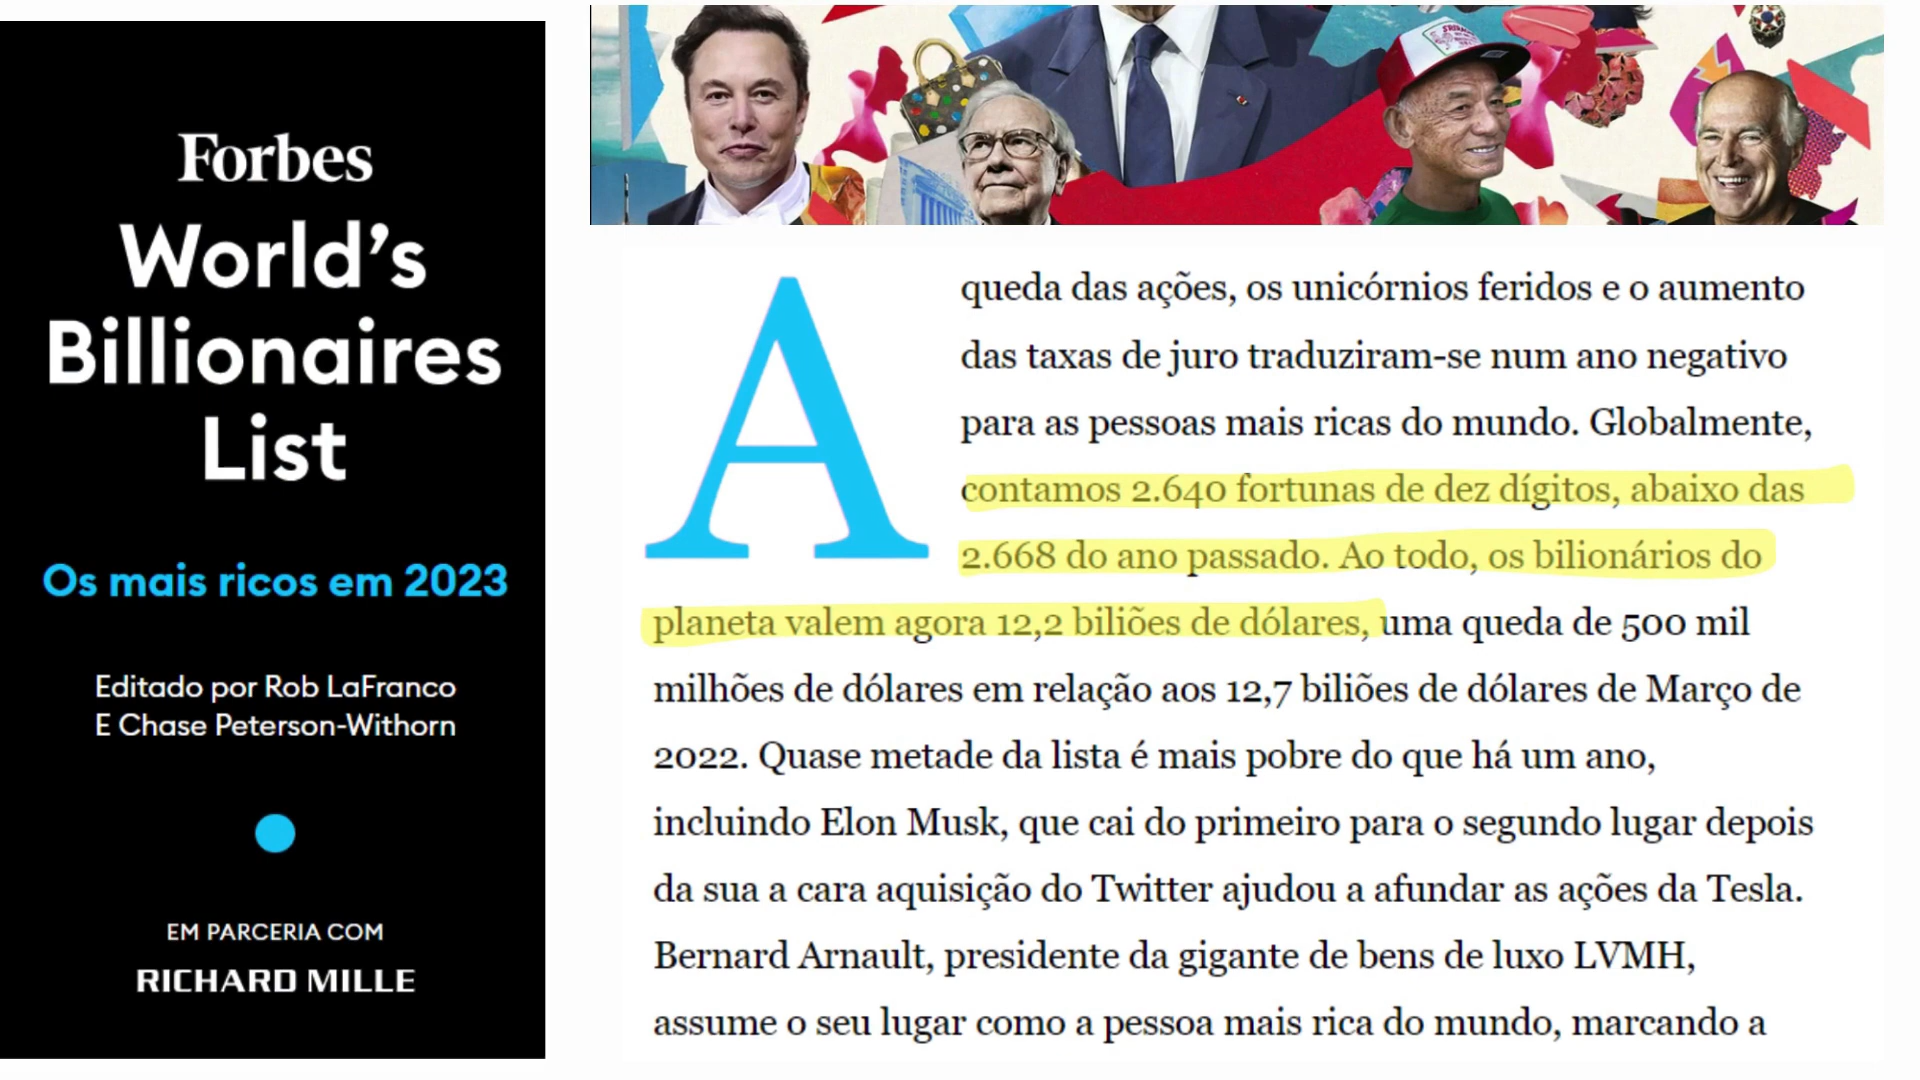 Forbes
World's
Billionaires
List
Os mais ricos em 2023
Editado por Rob LaFranco
E Chase Peterson-Withorn
EM PARCERIA COM
RICHARD MILLE
A queda das ações, os unicórnios feridos e o aumento
das taxas de juro traduziram-se num ano negativo
para as pessoas mais ricas do mundo. Globalmente,
contamos 2.640 fortunas de dez dígitos, abaixo das
2.668 do ano passado. Ao todo, os bilionários do
planeta valem agora 12,2 biliões de dólares, uma queda de 500 mil
milhões de dólares em relação aos 12,7 biliões de dólares de Março de
2022. Quase metade da lista é mais pobre do que há um ano,
incluindo Elon Musk, que cai do primeiro para o segundo lugar depois
da sua a cara aquisição do Twitter ajudou a afundar as ações da Tesla.
Bernard Arnault, presidente da gigante de bens de luxo LVMH,
assume o seu lugar como a pessoa mais rica do mundo, marcando a